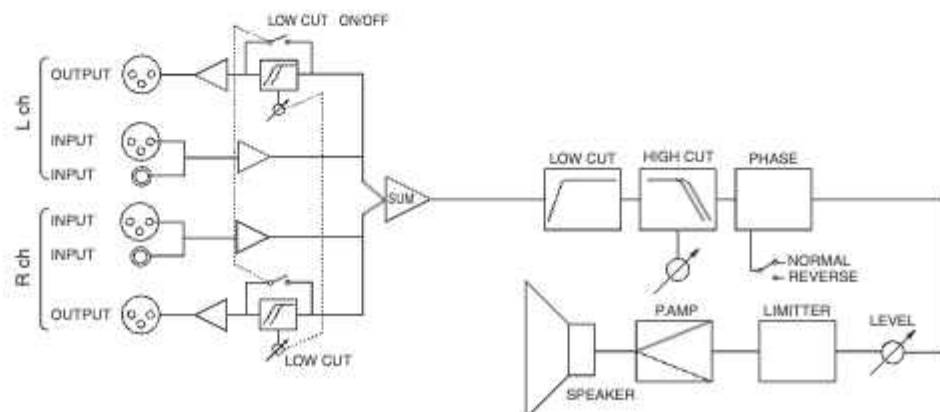 LOW CUT ON/OFF
L ch
OUTPUT
INPUT
INPUT
R ch
INPUT
INPUT
OUTPUT
LOW CUT
SUM
LOW CUT
HIGH CUT
PHASE
NORMAL
REVERSE
SPEAKER
P.AMP
LIMITTER
LEVEL